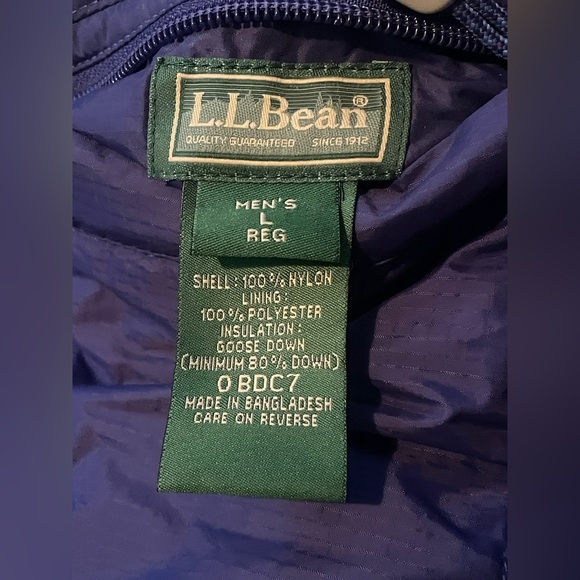 L.L.Bean®
QUALITY GUARANTEED SINCE 1912
MEN'S
L
REG
SHELL: 100% NYLON
LINING:
100% POLYESTER
INSULATION:
GOOSE DOWN
(MINIMUM 80% DOWN)
0 BDC7
MADE IN BANGLADESH
CARE ON REVERSE